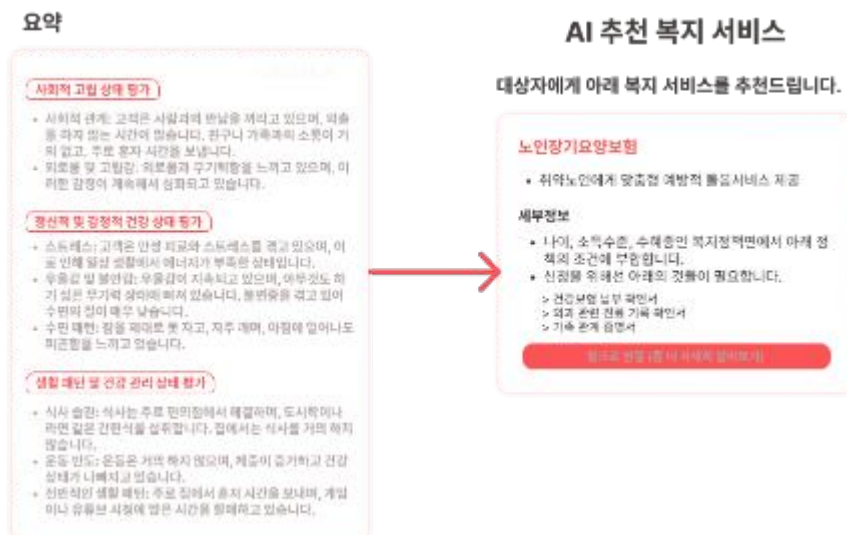 요약
사회적 고립 상태 평가
사회적 관계: 고객은 사람과의 만남을 꺼리고 있으며, 외출
을 하지 않는 시간이 많습니다. 친구나 가족과의 소통이 거
의 없고, 주로 혼자 시간을 보냅니다.
외로움 및 고립감: 외로움과 무기력함을 느끼고 있으며, 이
러한 감정이 계속해서 심화되고 있습니다.
정신적 및 감정적 건강 상태 평가
스트레스: 고객은 만성 피로와 스트레스를 겪고 있으며, 이
로 인해 일상 생활에서 에너지가 부족한 상태입니다.
우울감 및 불안감: 우울감이 지속되고 있으며, 아무것도 하
기 싫은 무기력 상태에 빠져 있습니다. 불면증을 겪고 있어
수면의 질이 매우 낮습니다.
수면 패턴: 잠을 제대로 못 자고, 자주 깨며, 아침에 일어나도
피곤함을 느끼고 있습니다.
생활 패턴 및 건강 관리 상태 평가
식사 습관: 식사는 주로 편의점에서 해결하며, 도시락이나
라면 같은 간편식을 섭취합니다. 집에서는 식사를 거의 하지
않습니다.
운동 빈도: 운동은 거의 하지 않으며, 체중이 증가하고 건강
상태가 나빠지고 있습니다.
전반적인 생활 패턴: 주로 집에서 혼자 시간을 보내며, 게임
이나 유튜브 시청에 많은 시간을 할애하고 있습니다.
AI 추천 복지 서비스
대상자에게 아래 복지 서비스를 추천드립니다.
노인장기요양보험
취약노인에게 맞춤형 예방적 돌봄서비스 제공
세부정보
나이, 소득수준, 수혜중인 복지정책면에서 아래 정
책의 조건에 부합합니다.
신청을 위해선 아래의 것들이 필요합니다.
> 건강보험 납부 확인서
> 외과 관련 진료 기록 확인서
> 가족 관계 증명서